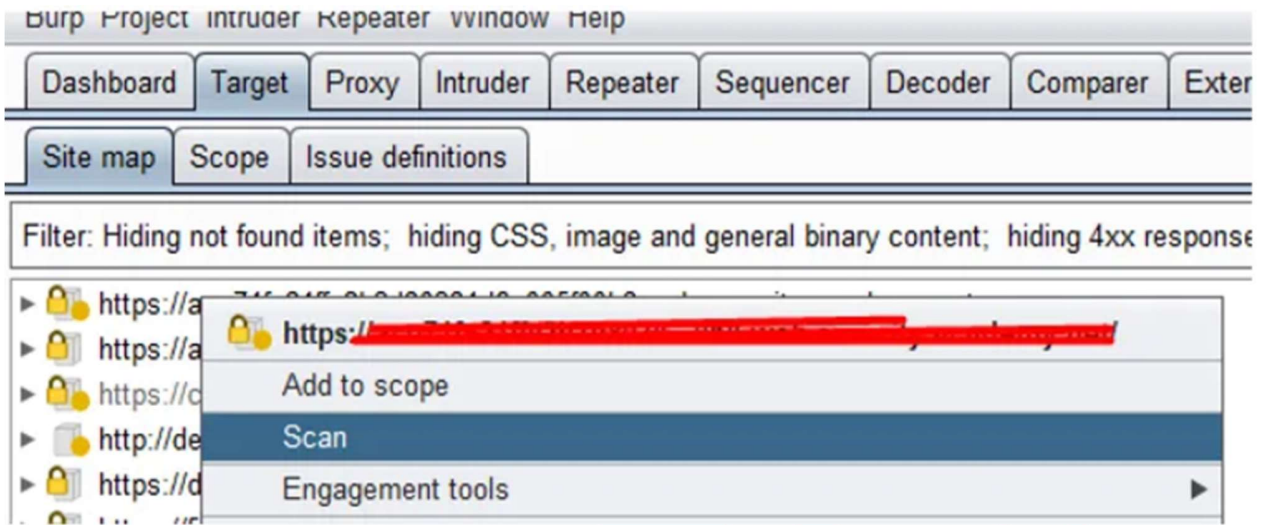 Burp Project Intruder Repeater Window Help
Dashboard Target Proxy Intruder Repeater Sequencer Decoder Comparer Exter
Site map Scope Issue definitions
Filter: Hiding not found items; hiding CSS, image and general binary content; hiding 4xx response
https://a
https://
https://a
Add to scope
https://c
Scan
http://de
Engagement tools
https://d